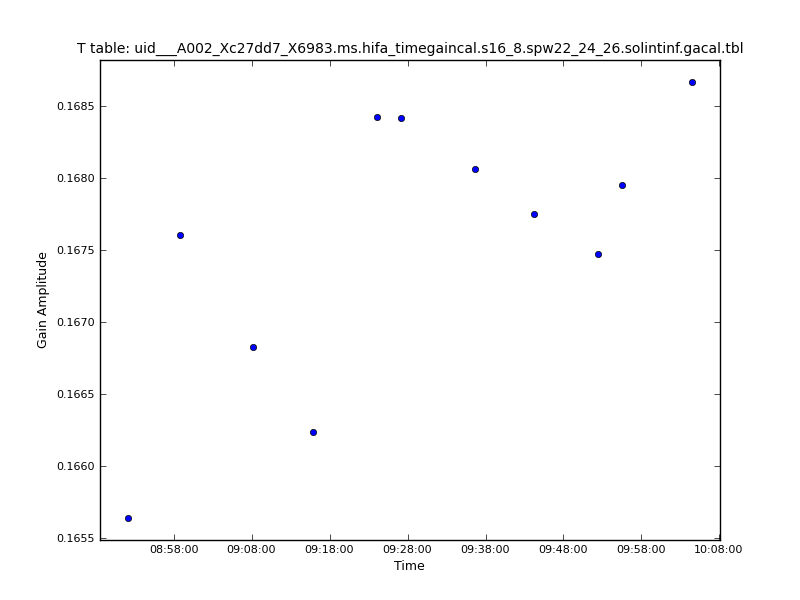 T table: uid___A002_Xc27dd7_X6983.ms.hifa_timegaincal.s16_8.spw22_24_26.solintinf.gacal.tbl
0.1685
0.1680
0.1675
0.1670
0.1665
0.1660
0.1655
Gain Amplitude
08:58:00 09:08:00 09:18:00 09:28:00 09:38:00 09:48:00 09:58:00 10:08:00
Time